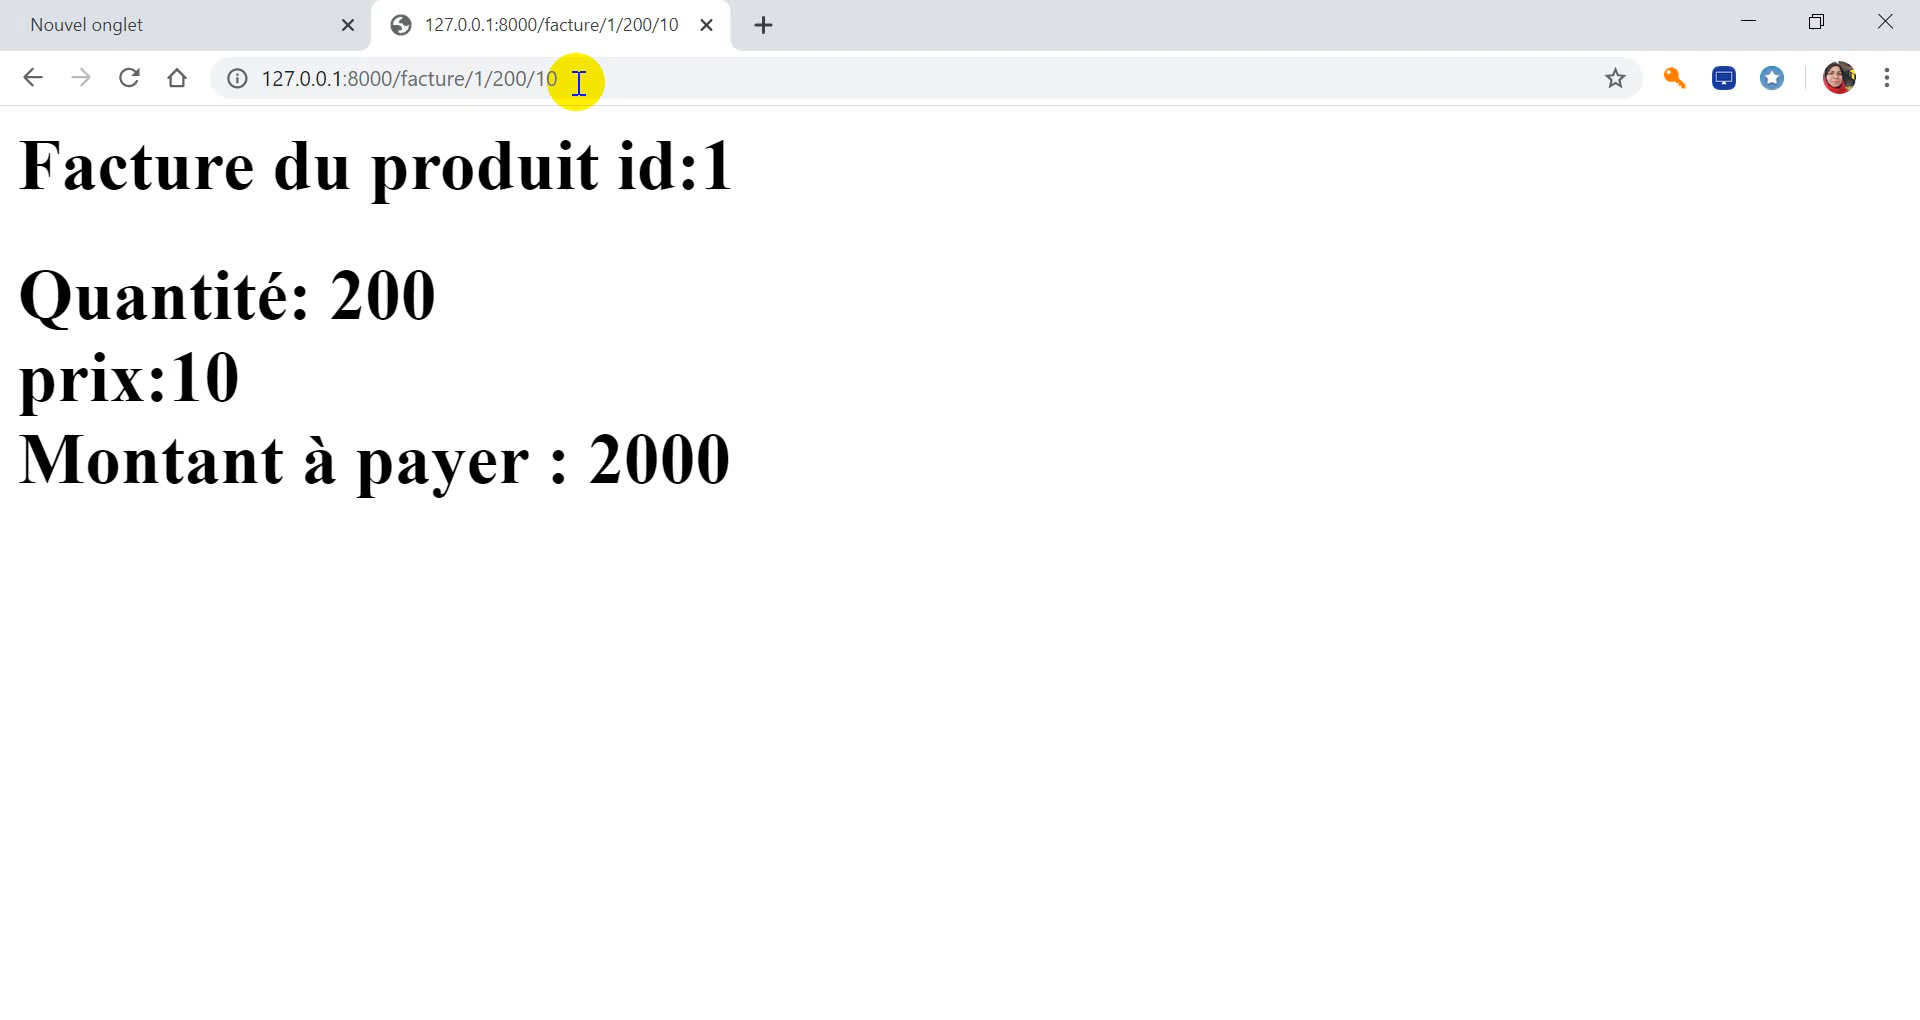 Nouvel onglet
127.0.0.1:8000/facture/1/200/10
127.0.0.1:8000/facture/1/200/10
Facture du produit id:1
Quantité: 200
prix:10
Montant à payer : 2000